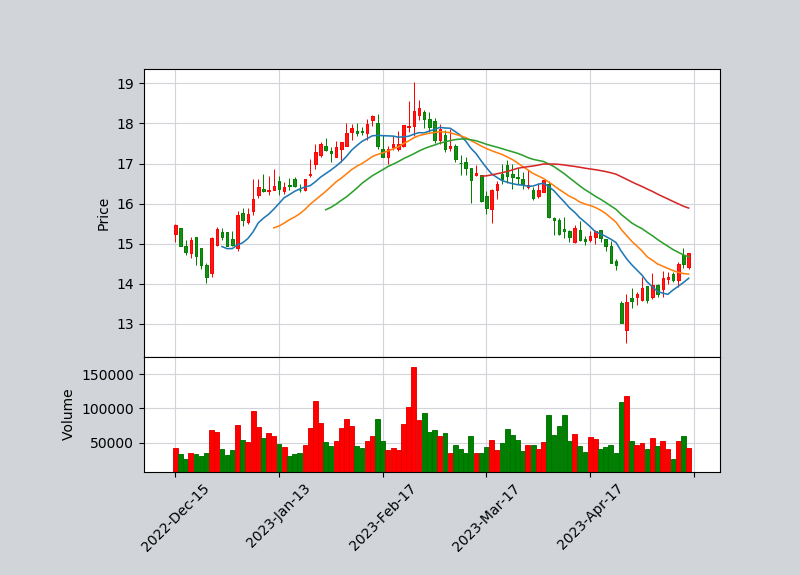 19
18
17
16
15
14
13
Price
150000
100000
50000
Volume
2022-Dec-15
2023-Jan-13
2023-Feb-17
2023-Mar-17
2023-Apr-17